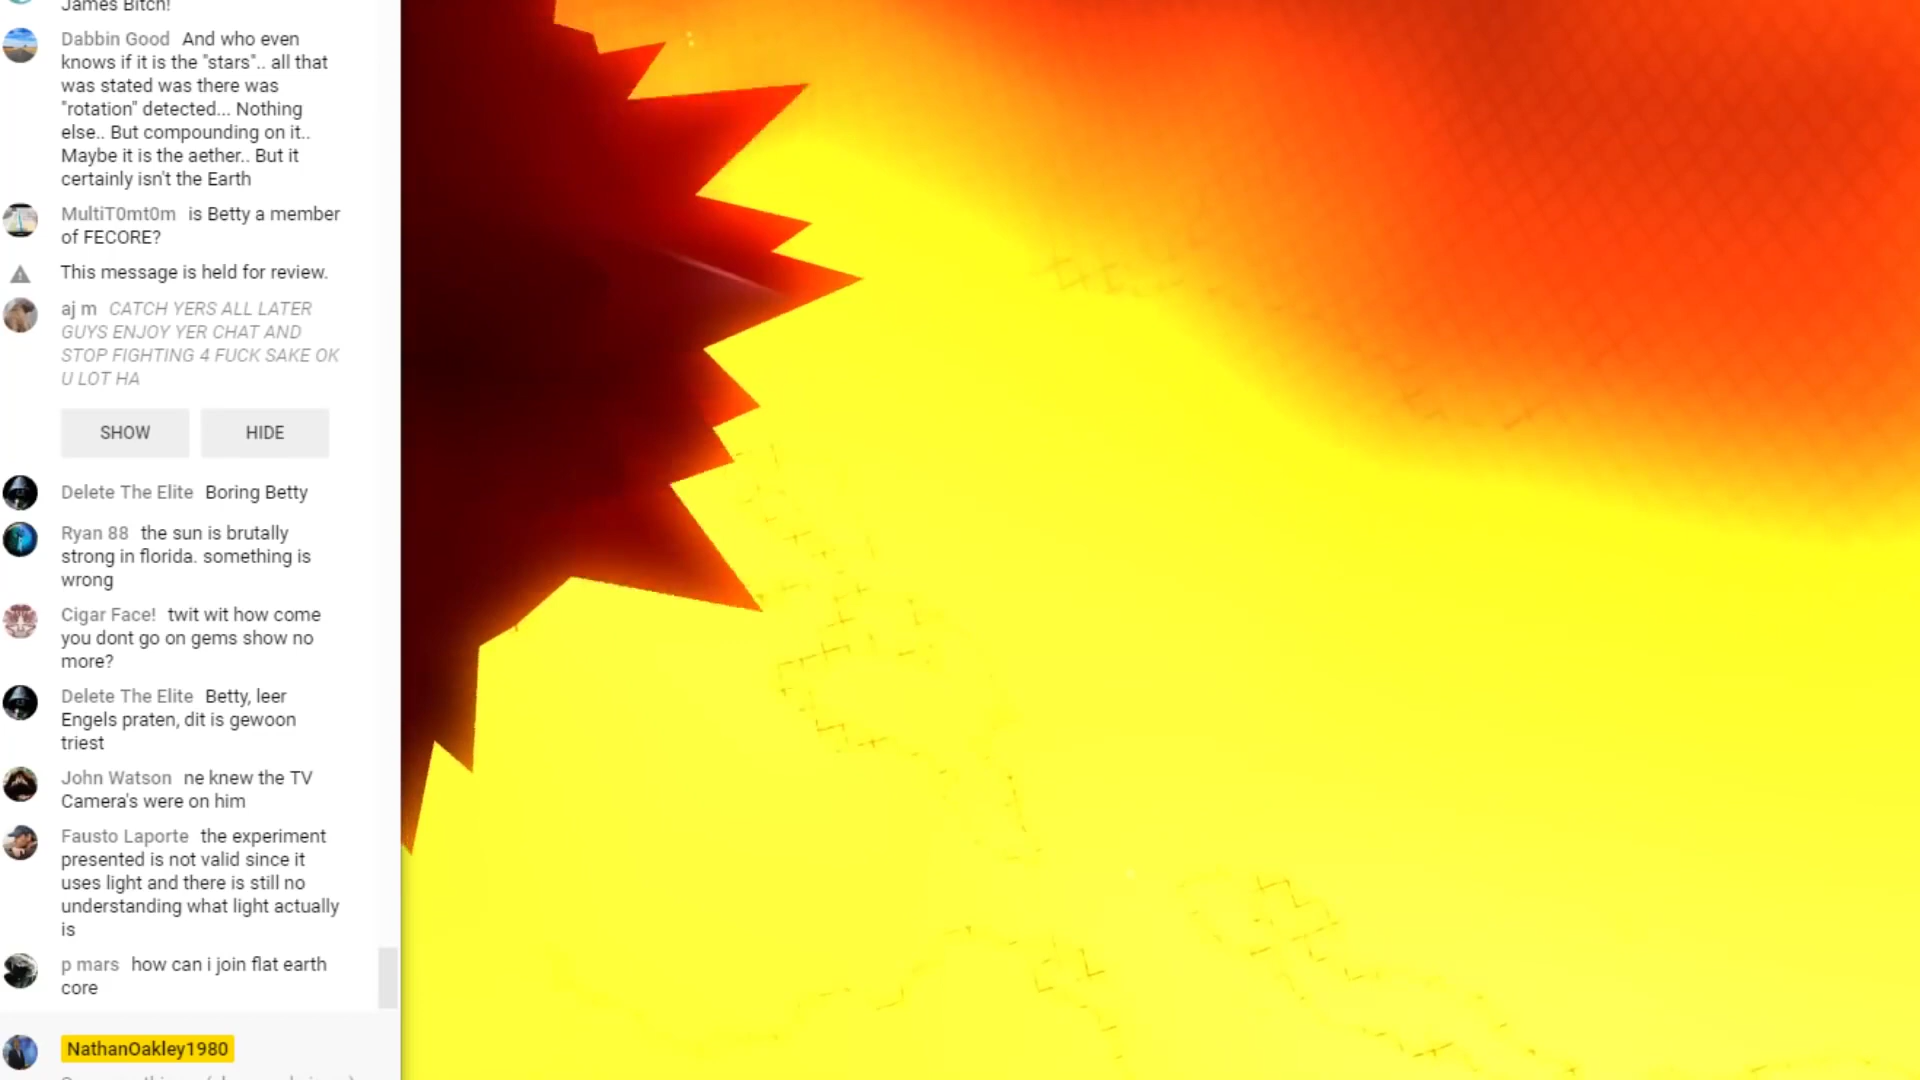 James Bitch!
Dabbin Good And who even
knows if it is the "stars".. all that
was stated was there was
"rotation" detected... Nothing
else.. But compounding on it..
Maybe it is the aether.. But it
certainly isn't the Earth
MultiT0mt0m is Betty a member
of FECORE?
This message is held for review.
aj m CATCH YERS ALL LATER
GUYS ENJOY YER CHAT AND
STOP FIGHTING 4 FUCK SAKE OK
U LOT HA
SHOW HIDE
Delete The Elite Boring Betty
Ryan 88 the sun is brutally
strong in florida. something is
wrong
Cigar Face! twit wit how come
you dont go on gems show no
more?
Delete The Elite Betty, leer
Engels praten, dit is gewoon
triest
John Watson ne knew the TV
Camera's were on him
Fausto Laporte the experiment
presented is not valid since it
uses light and there is still no
understanding what light actually
is
p mars how can i join flat earth
core
NathanOakley1980